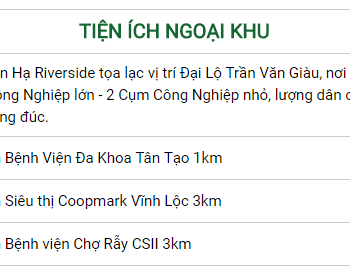 TIỆN ÍCH NGOẠI KHU
Hạ Riverside tọa lạc vị trí Đại Lộ Trần Văn Giàu, nơi
Nghiệp lớn - 2 Cụm Công Nghiệp nhỏ, lượng dân
đúc.
Bệnh Viện Đa Khoa Tân Tạo 1km
Siêu thị Coopmark Vĩnh Lộc 3km
Bệnh viện Chợ Rẫy CSII 3km